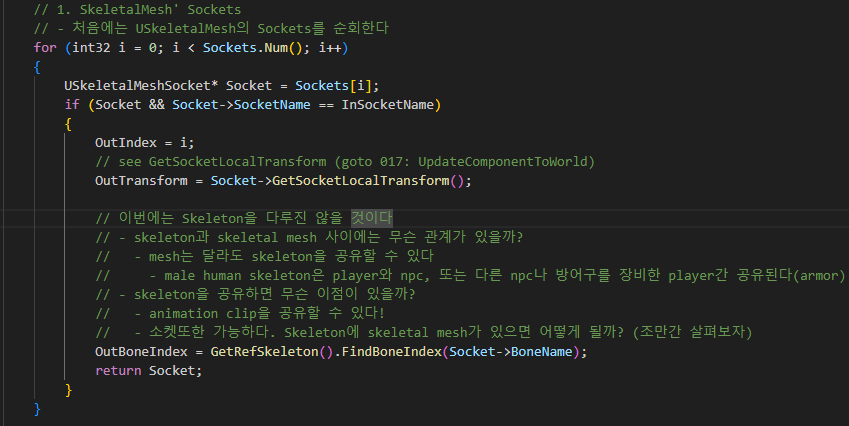 // 1. SkeletalMesh' Sockets
// - 처음에는 USkeletalMesh의 Sockets를 순회한다
for (int32 i = 0; i < Sockets.Num(); i++)
{
    USkeletalMeshSocket* Socket = Sockets[i];
    if (Socket && Socket->SocketName == InSocketName)
    {
        OutIndex = i;
        // see GetSocketLocalTransform (goto 017: UpdateComponentToWorld)
        OutTransform = Socket->GetSocketLocalTransform();
        // 이번에는 Skeleton을 다루진 않을 것이다
        // - skeleton과 skeletal mesh 사이에는 무슨 관계가 있을까?
        //   - mesh는 달라도 skeleton을 공유할 수 있다
        //     - male human skeleton은 player와 npc, 또는 다른 npc나 방어구를 장비한 player간 공유된다(armor)
        // - skeleton을 공유하면 무슨 이점이 있을까?
        //   - animation clip을 공유할 수 있다!
        //   - 소켓또한 가능하다. Skeleton에 skeletal mesh가 있으면 어떻게 될까? (조만간 살펴보자)
        OutBoneIndex = GetRefSkeleton().FindBoneIndex(Socket->BoneName);
        return Socket;
    }
}